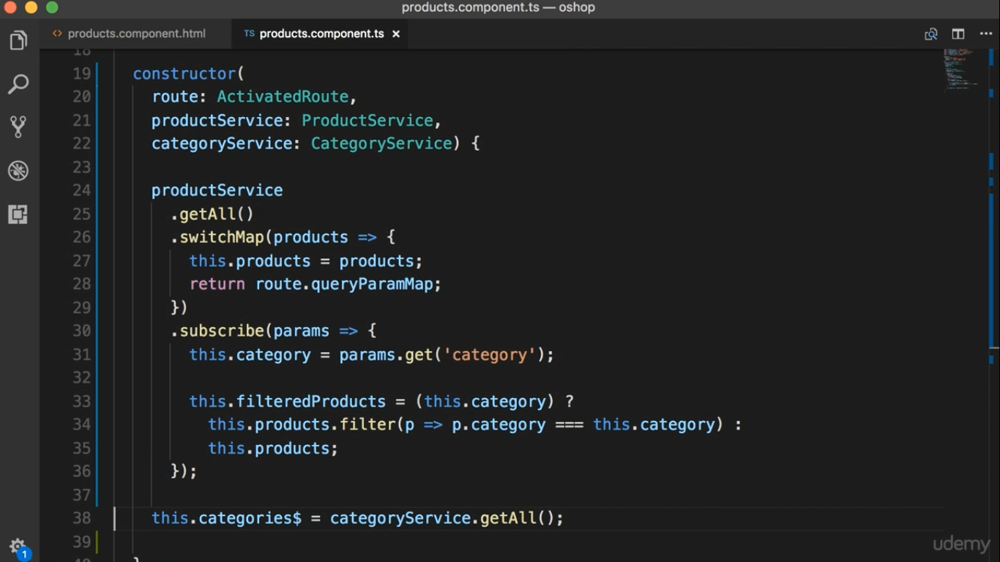 products.component.ts — oshop
<> products.component.html
TS products.component.ts ×
18
19 constructor(
20 route: ActivatedRoute,
21 productService: ProductService,
22 categoryService: CategoryService) {
23
24 productService
25 .getAll()
26 .switchMap(products => {
27 this.products = products;
28 return route.queryParamMap;
29 })
30 .subscribe(params => {
31 this.category = params.get('category');
32
33 this.filteredProducts = (this.category) ?
34 this.products.filter(p => p.category === this.category) :
35 this.products;
36 });
37
38 this.categories$ = categoryService.getAll();
39
1
udemy